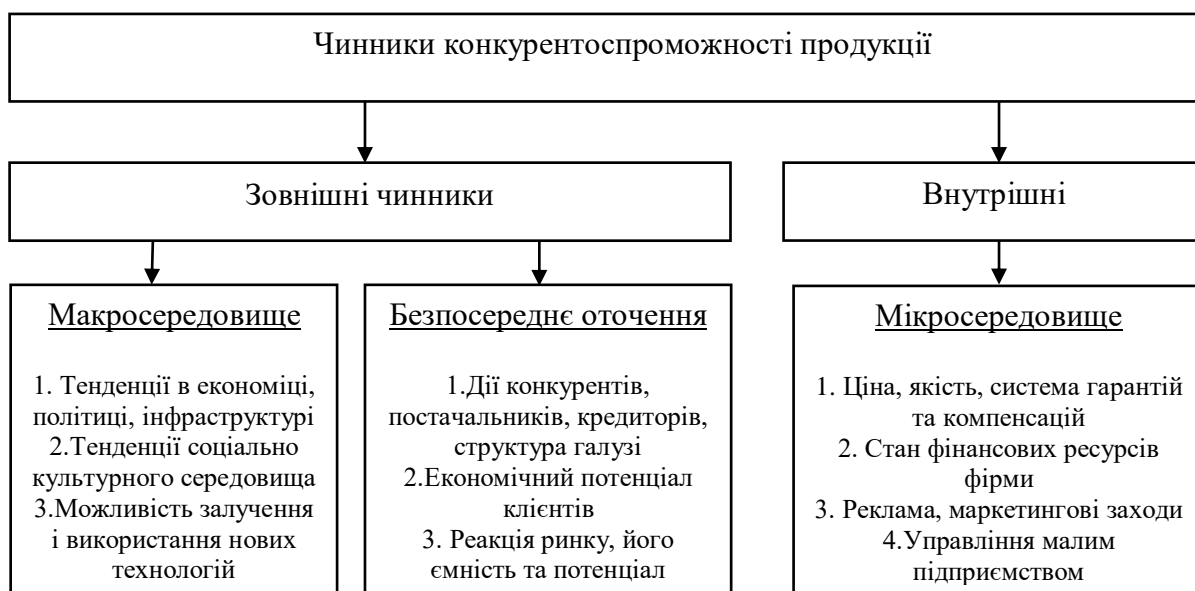 Чинники конкурентоспроможності продукції
Зовнішні чинники
Внутрішні
Макросередовище
1. Тенденції в економіці,
політиці, інфраструктурі
2.Тенденції соціально
культурного середовища
3.Можливість залучення
і використання нових
технологій
Безпосереднє оточення
1.Дії конкурентів,
постачальників, кредиторів,
структура галузі
2.Економічний потенціал
клієнтів
3. Реакція ринку, його
ємність та потенціал
Мікросередовище
1. Ціна, якість, система гарантій
та компенсацій
2. Стан фінансових ресурсів
фірми
3. Реклама, маркетингові заходи
4.Управління малим
підприємством